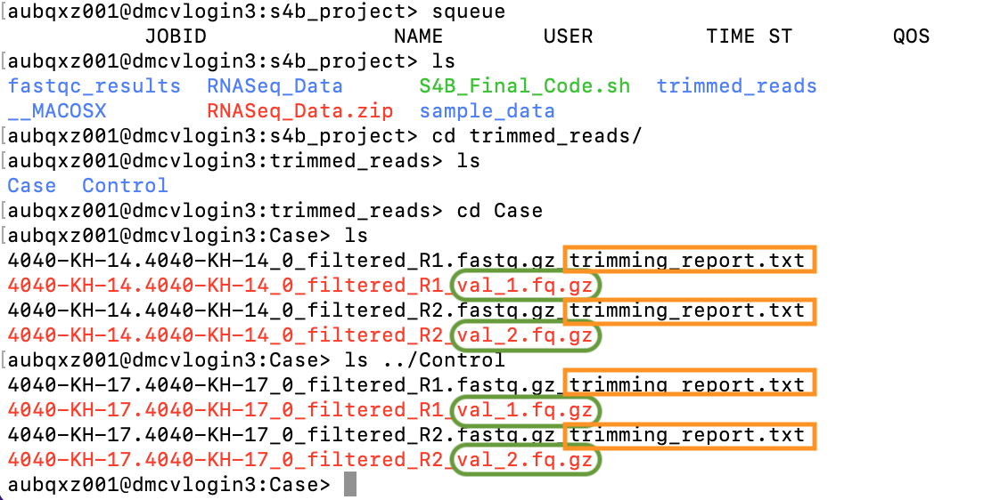 [aubqxz001@dmcvlogin3:s4b_project> squeue
JOBID NAME USER TIME ST QOS
[aubqxz001@dmcvlogin3:s4b_project> ls
fastqc_results RNASeq_Data S4B_Final_Code.sh trimmed_reads
__MACOSX RNASeq_Data.zip sample_data
[aubqxz001@dmcvlogin3:s4b_project> cd trimmed_reads/
[aubqxz001@dmcvlogin3:trimmed_reads> ls
Case Control
[aubqxz001@dmcvlogin3:trimmed_reads> cd Case
[aubqxz001@dmcvlogin3:Case> ls
4040-KH-14.4040-KH-14_0_filtered_R1.fastq.gz_trimming_report.txt
4040-KH-14.4040-KH-14_0_filtered_R1_val_1.fq.gz
4040-KH-14.4040-KH-14_0_filtered_R2.fastq.gz_trimming_report.txt
4040-KH-14.4040-KH-14_0_filtered_R2_val_2.fq.gz
[aubqxz001@dmcvlogin3:Case> ls ../Control
4040-KH-17.4040-KH-17_0_filtered_R1.fastq.gz_trimming_report.txt
4040-KH-17.4040-KH-17_0_filtered_R1_val_1.fq.gz
4040-KH-17.4040-KH-17_0_filtered_R2.fastq.gz_trimming_report.txt
4040-KH-17.4040-KH-17_0_filtered_R2_val_2.fq.gz
aubqxz001@dmcvlogin3:Case>